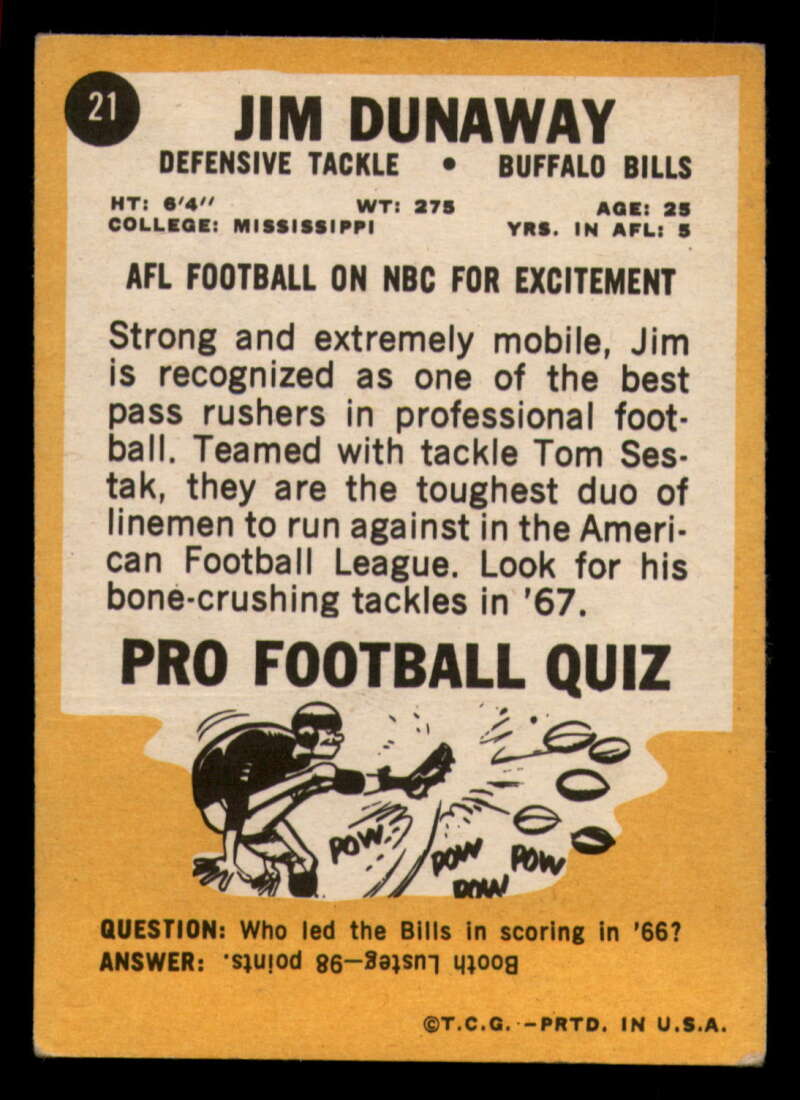 21
JIM DUNAWAY
DEFENSIVE TACKLE • BUFFALO BILLS
HT: 6'4" WT: 275 AGE: 25
COLLEGE: MISSISSIPPI YRS. IN AFL: 5
AFL FOOTBALL ON NBC FOR EXCITEMENT
Strong and extremely mobile, Jim
is recognized as one of the best
pass rushers in professional foot-
ball. Teamed with tackle Tom Ses-
tak, they are the toughest duo of
linemen to run against in the Ameri-
can Football League. Look for his
bone-crushing tackles in '67.
PRO FOOTBALL QUIZ
POW
POW
POW
POW
QUESTION: Who led the Bills in scoring in '66?
ANSWER: Booth Lusteg—98 points.
©T.C.G.—PRTD. IN U.S.A.